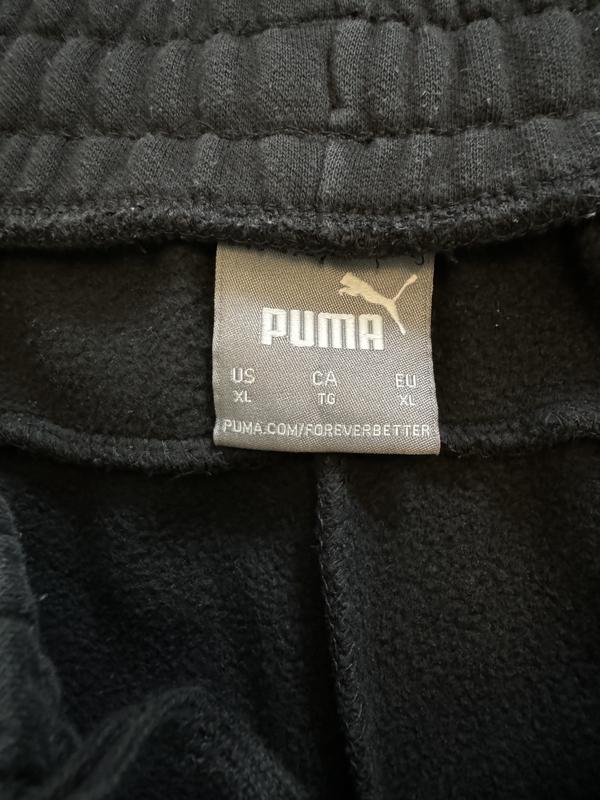 PUMA
US CA EU
XL TG XL
PUMA.COM/FOREVERBETTER